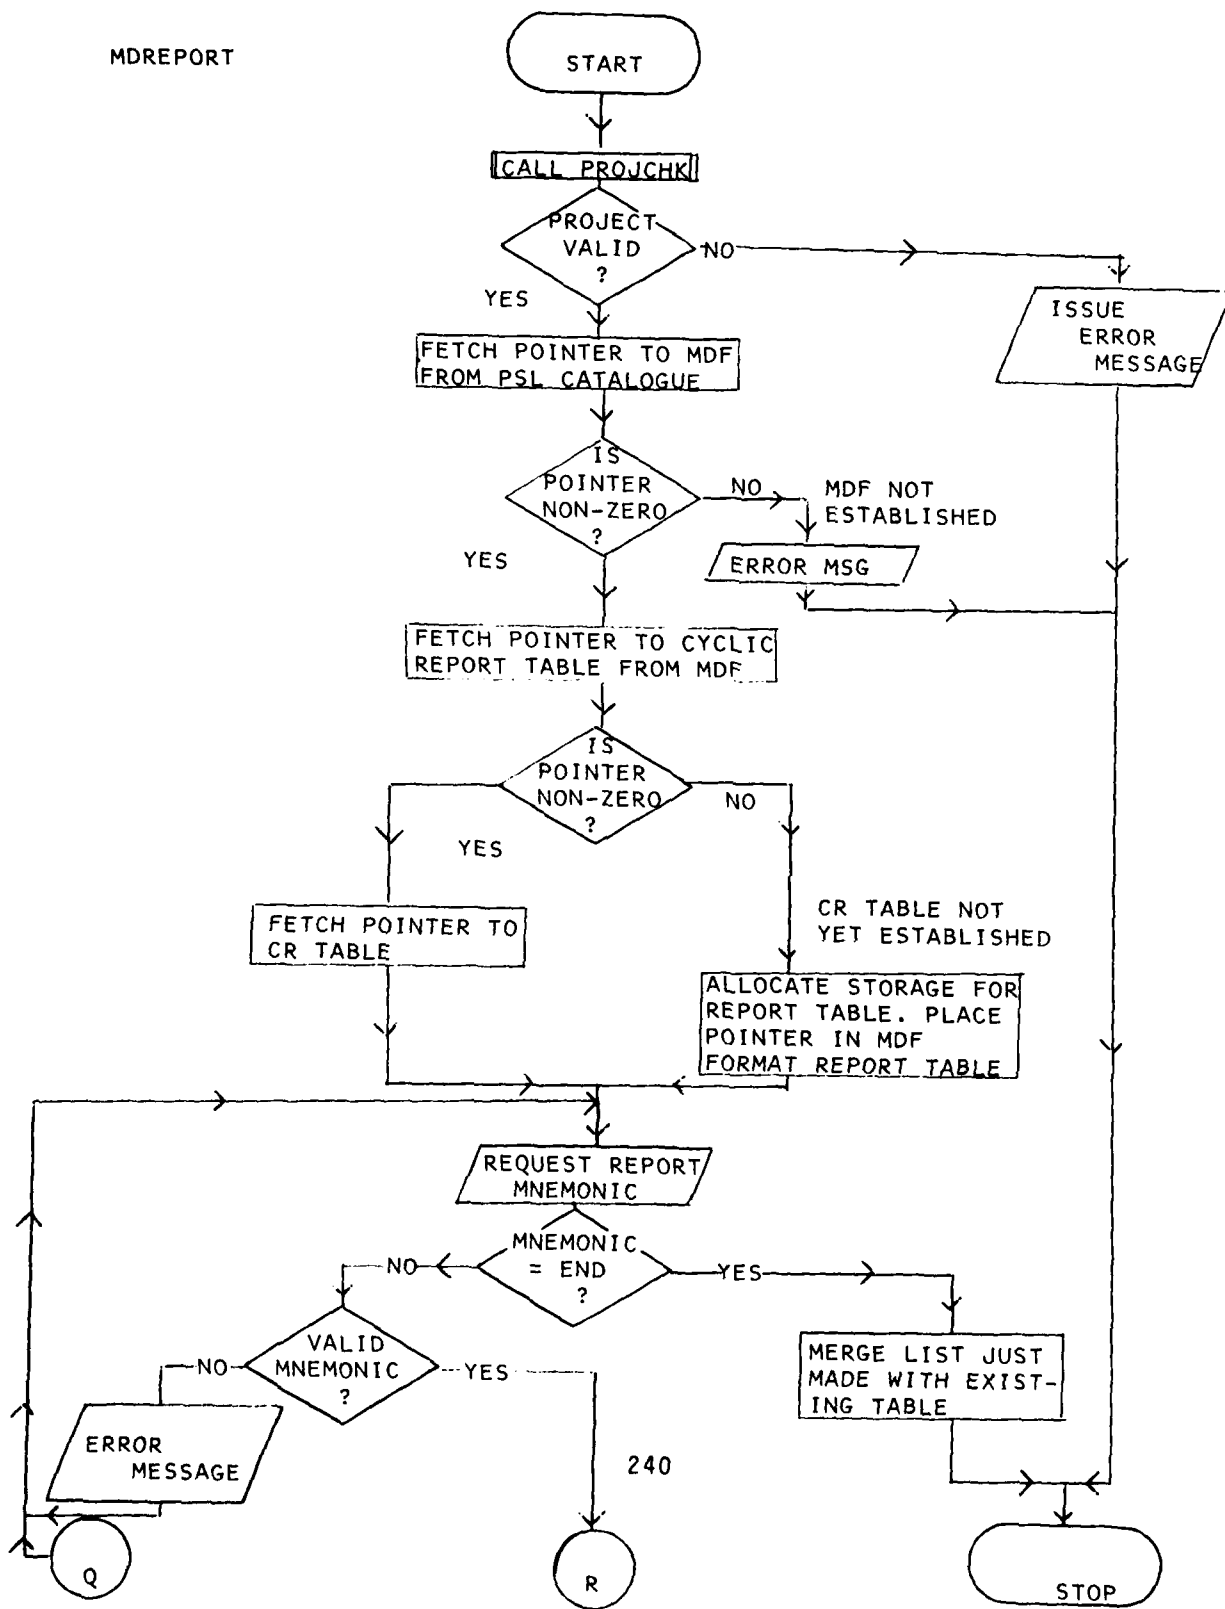 MDREPORT
START
CALL PROJCHK
PROJECT
VALID
?
NO
YES
ISSUE
ERROR
MESSAGE
FETCH POINTER TO MDF
FROM PSL CATALOGUE
IS
POINTER
NON-ZERO
?
NO
MDF NOT
ESTABLISHED
YES
ERROR MSG
FETCH POINTER TO CYCLIC
REPORT TABLE FROM MDF
IS
POINTER
NON-ZERO
?
NO
YES
FETCH POINTER TO
CR TABLE
CR TABLE NOT
YET ESTABLISHED
ALLOCATE STORAGE FOR
REPORT TABLE. PLACE
POINTER IN MDF
FORMAT REPORT TABLE
REQUEST REPORT
MNEMONIC
MNEMONIC
= END
?
NO
YES
VALID
MNEMONIC
?
NO
YES
MERGE LIST JUST
MADE WITH EXIST-
ING TABLE
ERROR
MESSAGE
240
Q
R
STOP